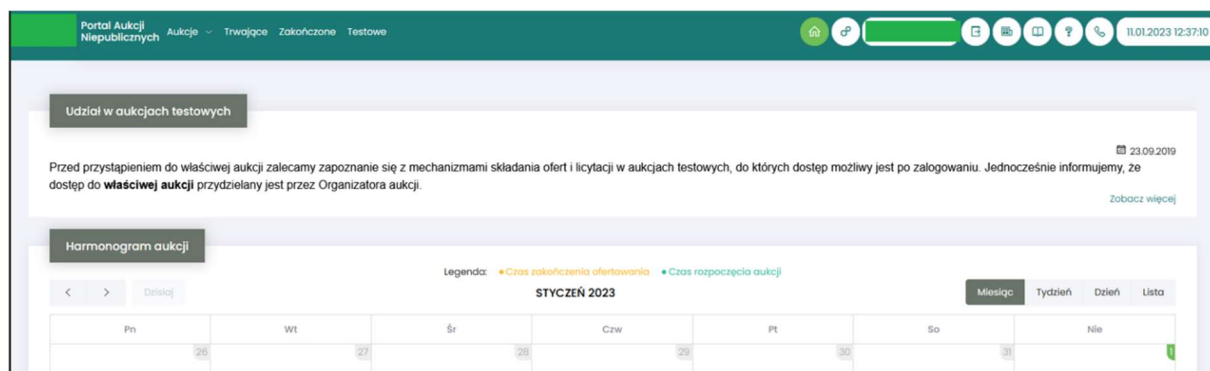 Portal Aukcji
Niepublicznych
Aukcje Trwające Zakończone Testowe
11.01.2023 12:37:10
Udział w aukcjach testowych
23.09.2019
Przed przystąpieniem do właściwej aukcji zalecamy zapoznanie się z mechanizmami składania ofert i licytacji w aukcjach testowych, do których dostęp możliwy jest po zalogowaniu. Jednocześnie informujemy, że
dostęp do właściwej aukcji przydzielany jest przez Organizatora aukcji.
Zobacz więcej
Harmonogram aukcji
Legenda: •Czas zakończenia ofertowania •Czas rozpoczęcia aukcji
< > Dzisiaj STYCZEŃ 2023 Miesiąc Tydzień Dzień Lista
Pn Wt Śr Czw Pt So Nie
26 27 28 29 30 31 1